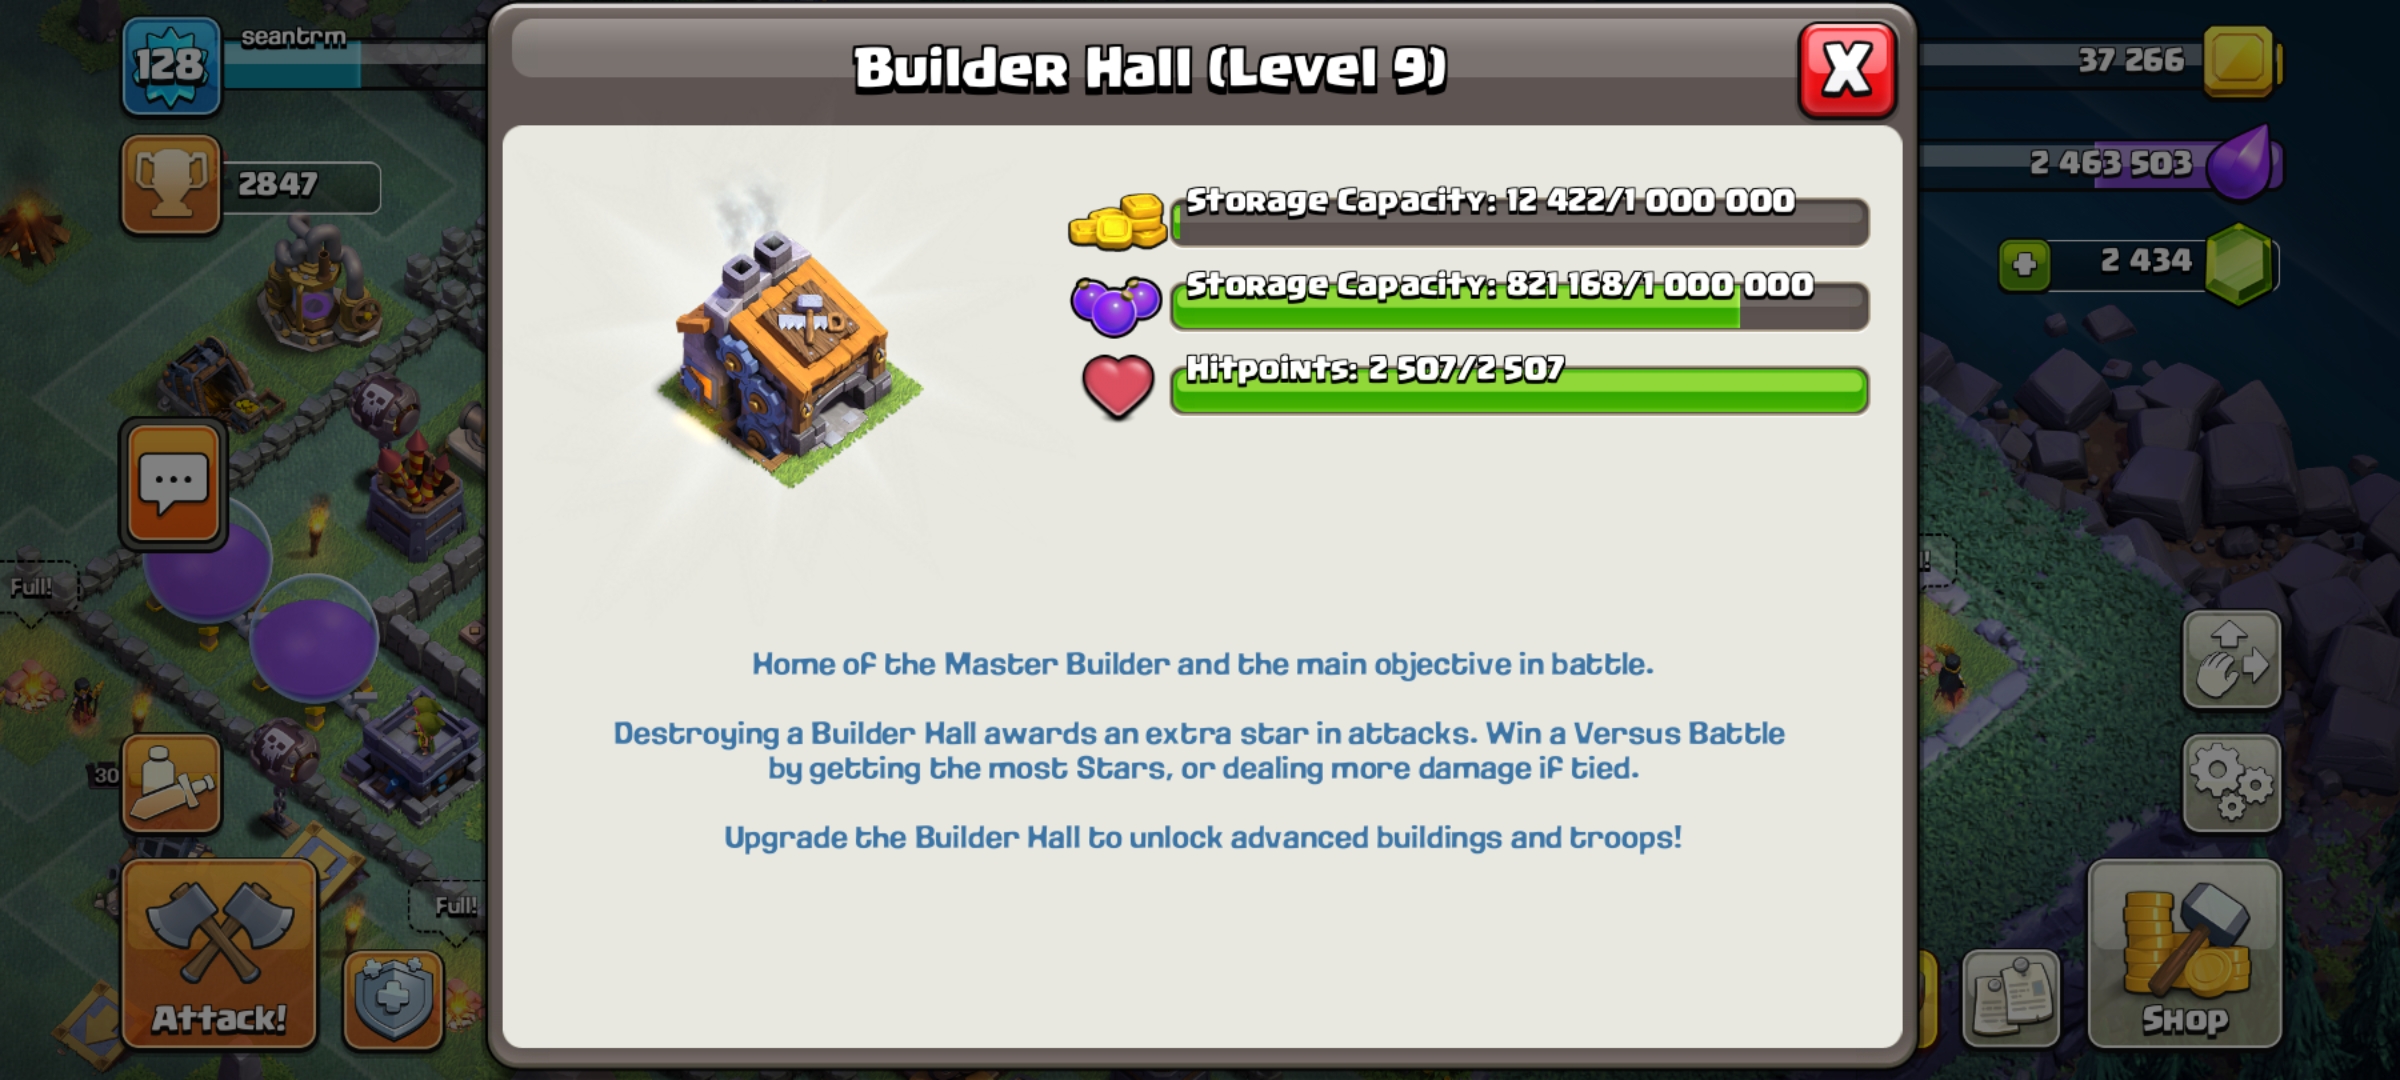 128
seantrm
Builder Hall (Level 9)
X
37 266
2847
2 463 503
Storage Capacity: 12 422/1 000 000
2 434
Storage Capacity: 821 168/1 000 000
Hitpoints: 2 507/2 507
Full!
Home of the Master Builder and the main objective in battle.
Destroying a Builder Hall awards an extra star in attacks. Win a Versus Battle
by getting the most Stars, or dealing more damage if tied.
30
Upgrade the Builder Hall to unlock advanced buildings and troops!
Full!
Attack!
Shop